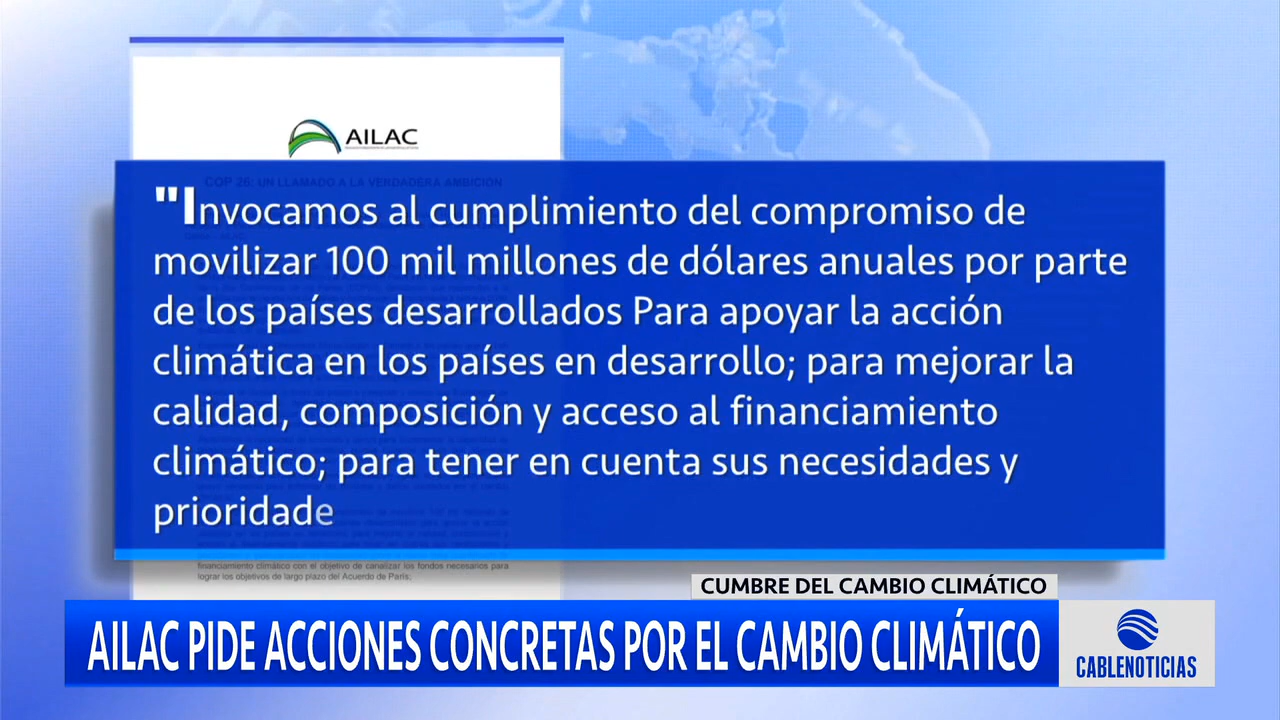 AILAC
COP 26: UN LLAMADO A LA VERDADERA AMBICION
"Invocamos al cumplimiento del compromiso de
movilizar 100 mil millones de dólares anuales por parte
de los países desarrollados Para apoyar la acción
climática en los países en desarrollo; para mejorar la
calidad, composición y acceso al financiamiento
climático; para tener en cuenta sus necesidades y
prioridade
financiamiento climático con el objetivo de canalizar los fondos necesarios para
lograr los objetivos de largo plazo del Acuerdo de Paris;
CUMBRE DEL CAMBIO CLIMÁTICO
AILAC PIDE ACCIONES CONCRETAS POR EL CAMBIO CLIMÁTICO
CABLENOTICIAS